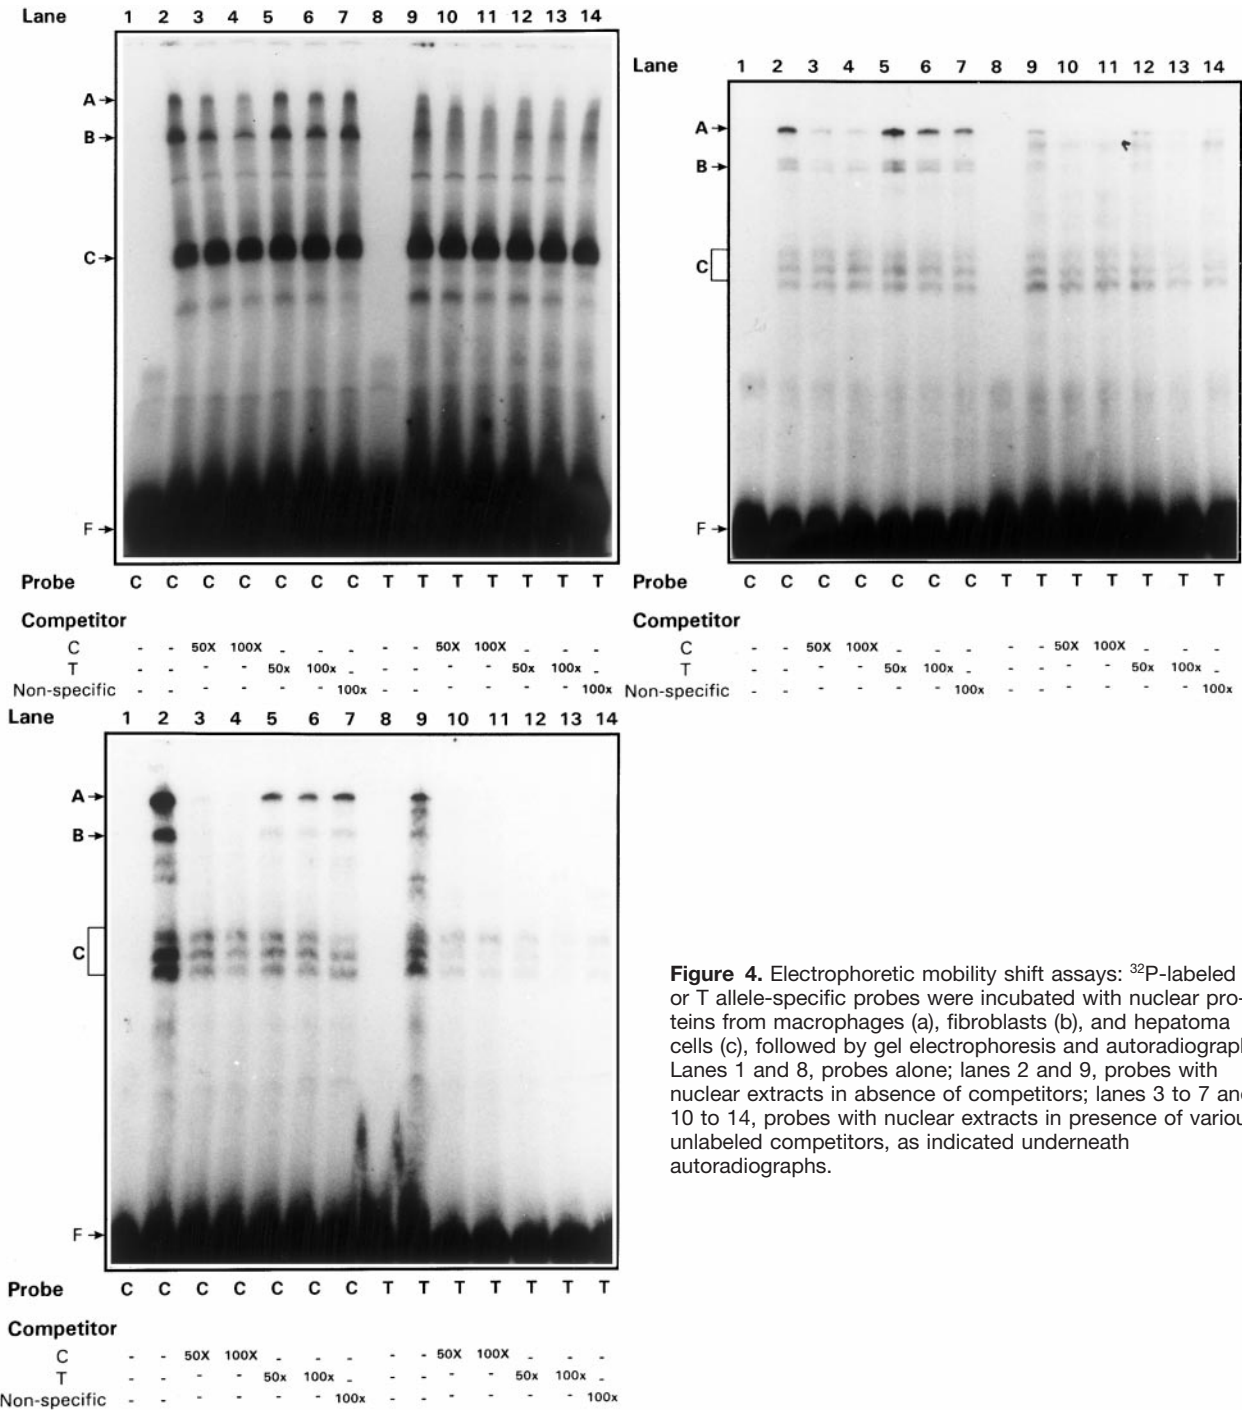 Lane 1 2 3 4 5 6 7 8 9 10 11 12 13 14
A
B
C
F
Probe C C C C C C C T T T T T T T
Competitor
C - - 50X 100X - - - - - 50X 100X - - -
T - - - - 50x 100x - - - - - 50x 100x -
Non-specific - - - - - - 100x - - - - - - 100x
Lane 1 2 3 4 5 6 7 8 9 10 11 12 13 14
A
B
C
F
Probe C C C C C C C T T T T T T T
Competitor
C - - 50X 100X - - - - - 50X 100X - - -
T - - - - 50x 100x - - - - - 50x 100x -
Non-specific - - - - - - 100x - - - - - - 100x
Lane 1 2 3 4 5 6 7 8 9 10 11 12 13 14
A
B
C
F
Probe C C C C C C C T T T T T T T
Competitor
C - - 50X 100X - - - - - 50X 100X - - -
T - - - - 50x 100x - - - - - 50x 100x -
Non-specific - - - - - - 100x - - - - - - 100x
Figure 4. Electrophoretic mobility shift assays: ³²P-labeled
or T allele-specific probes were incubated with nuclear pro-
teins from macrophages (a), fibroblasts (b), and hepatoma
cells (c), followed by gel electrophoresis and autoradiograph
Lanes 1 and 8, probes alone; lanes 2 and 9, probes with
nuclear extracts in absence of competitors; lanes 3 to 7 an
10 to 14, probes with nuclear extracts in presence of variou
unlabeled competitors, as indicated underneath
autoradiographs.